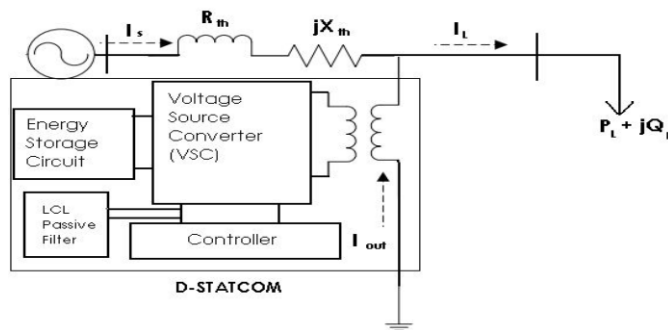 I s
R th
jX th
I L
Voltage
Source
Converter
(VSC)
Energy
Storage
Circuit
P L + jQ
LCL
Passive
Filter
Controller
I out
D-STATCOM